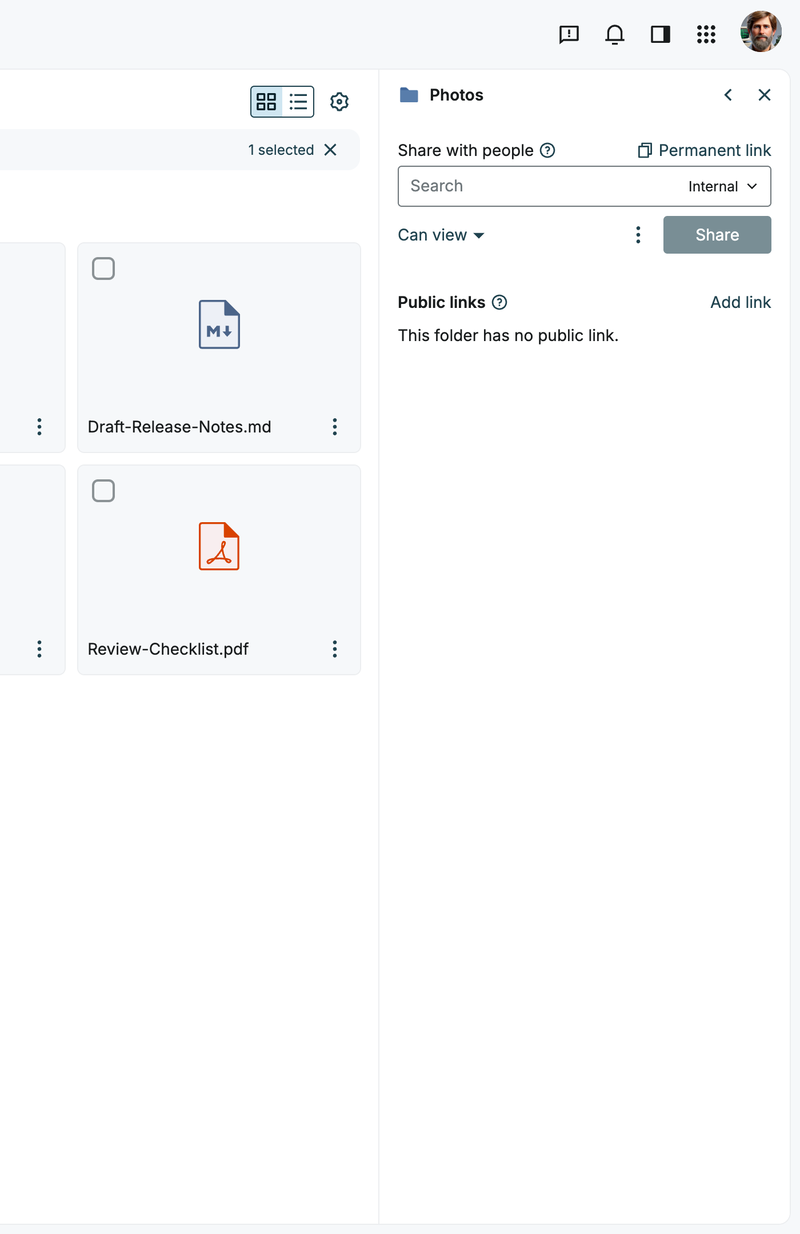 Photos
1 selected
Share with people
Permanent link
Search
Internal
Can view
Share
Public links
Add link
This folder has no public link.
Draft-Release-Notes.md
Review-Checklist.pdf